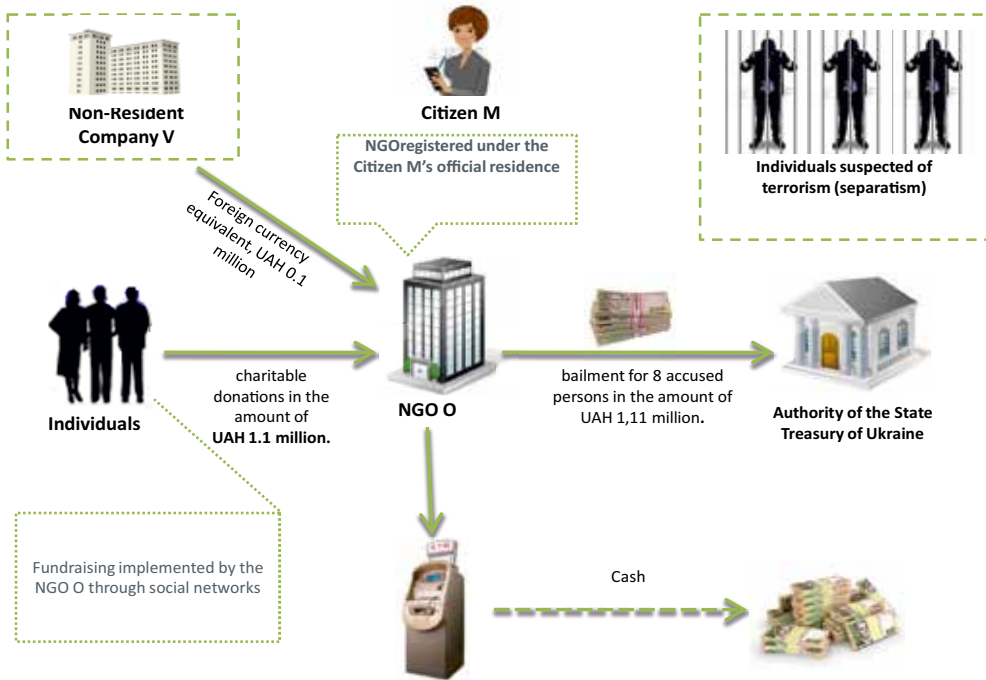 Non-Resident
Company V
Citizen M
NGOregistered under the
Citizen M's official residence
Individuals suspected of
terrorism (separatism)
Foreign currency
equivalent, UAH 0.1
million
Individuals
charitable
donations in the
amount of
UAH 1.1 million.
NGO O
bailment for 8 accused
persons in the amount of
UAH 1,11 million.
Authority of the State
Treasury of Ukraine
Fundraising implemented by the
NGO O through social networks
Cash